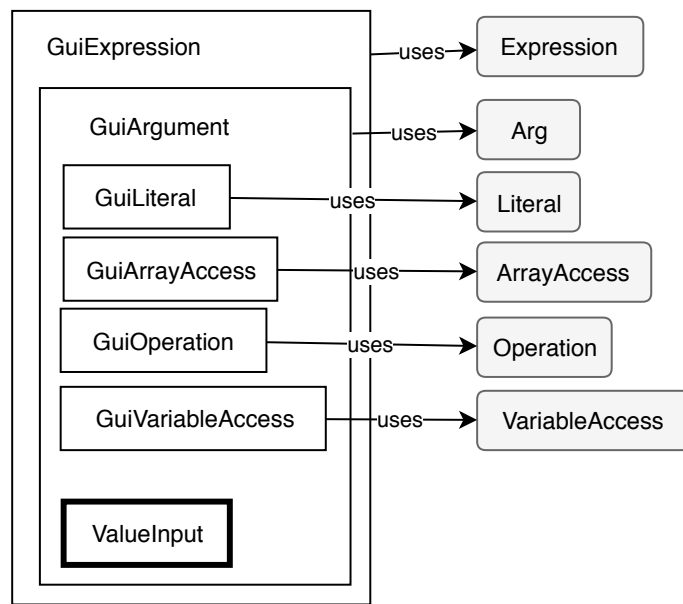 GuiExpression uses Expression
GuiArgument uses Arg
GuiLiteral uses Literal
GuiArrayAccess uses ArrayAccess
GuiOperation uses Operation
GuiVariableAccess uses VariableAccess
ValueInput